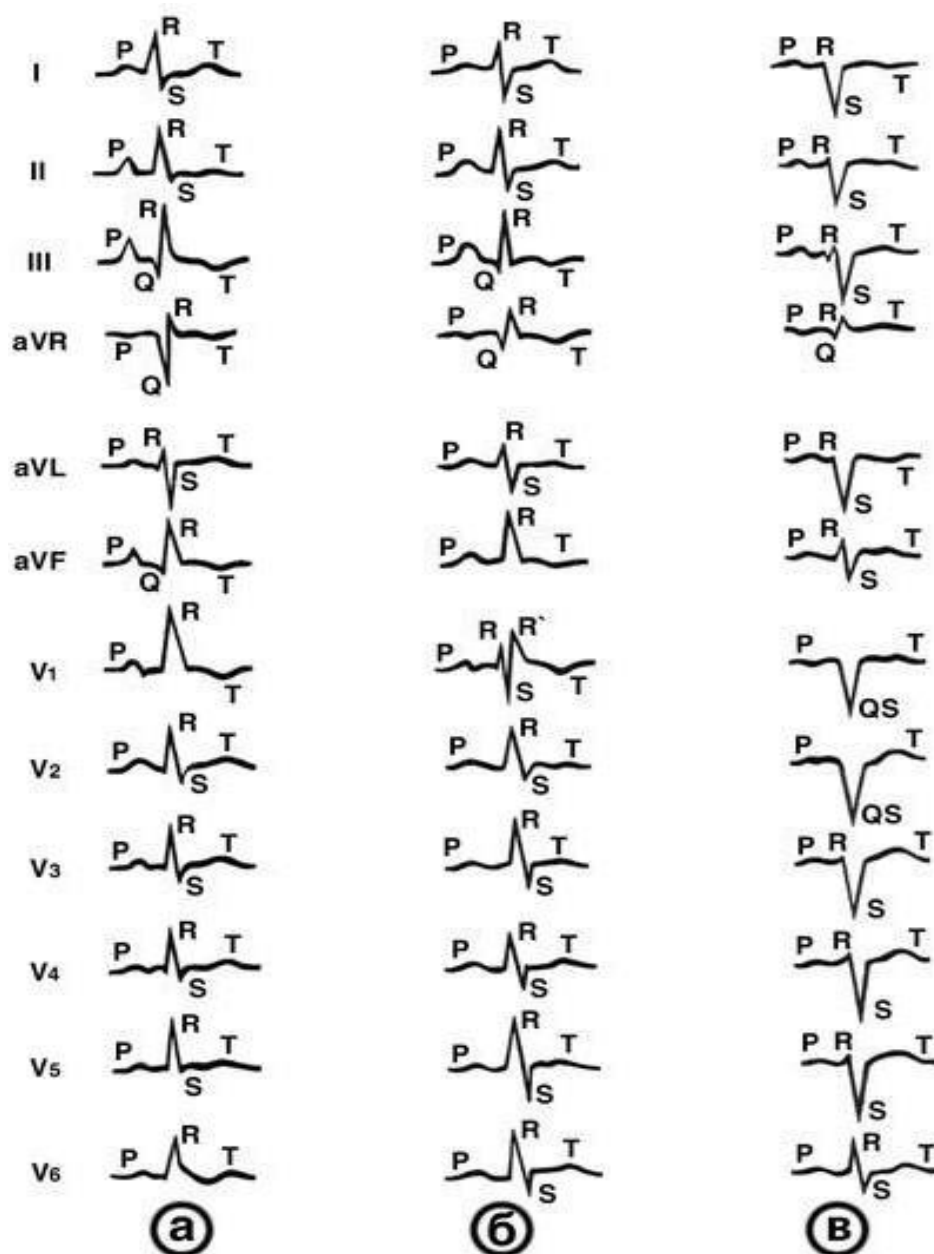 I P R S T P R S T P R S T
II P R S T P R S T P R S T
III P Q R T P Q R T P R S T
aVR P Q R T P Q R T P Q R T
aVL P R S T P R S T P R S T
aVF P Q R T P R T P R S T
V1 P R T P R S R` T P QS T
V2 P R S T P R S T P QS T
V3 P R S T P R S T P R S T
V4 P R S T P R S T P R S T
V5 P R S T P R S T P R S T
V6 P R T P R S T P R S T
а б в